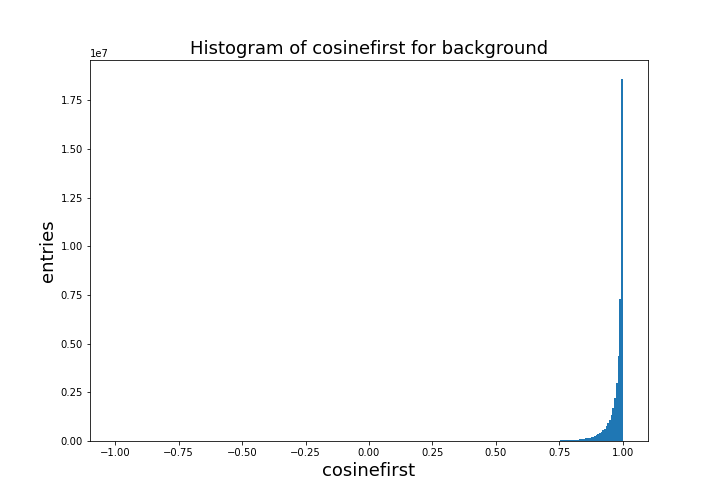 Histogram of cosinefirst for background
1e7
1.75
1.50
1.25
1.00
0.75
0.50
0.25
0.00
entries
−1.00 −0.75 −0.50 −0.25 0.00 0.25 0.50 0.75 1.00
cosinefirst